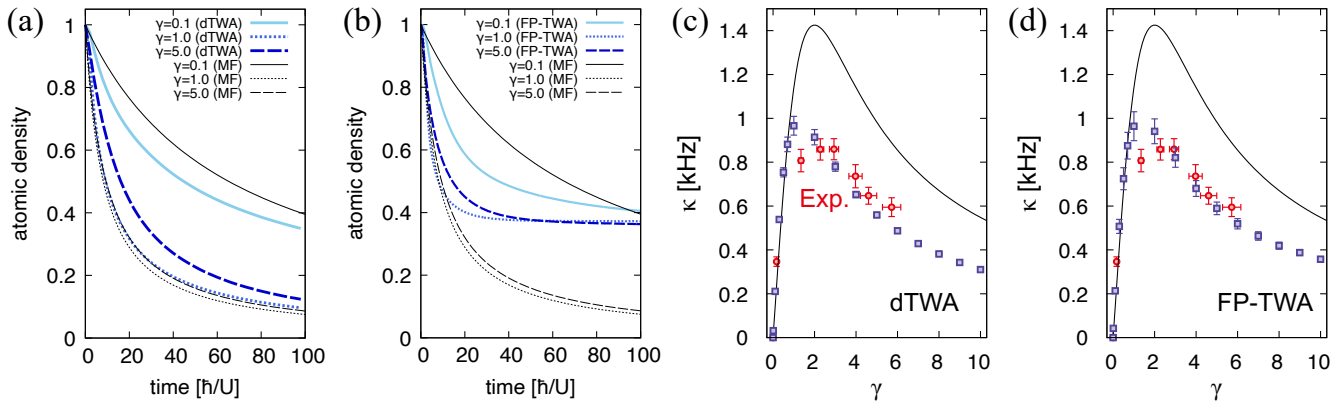 (a)
atomic density
1
0.8
0.6
0.4
0.2
0
γ=0.1 (dTWA)
γ=1.0 (dTWA)
γ=5.0 (dTWA)
γ=0.1 (MF)
γ=1.0 (MF)
γ=5.0 (MF)
0 20 40 60 80 100
time [ħ/U]
(b)
atomic density
1
0.8
0.6
0.4
0.2
0
γ=0.1 (FP-TWA)
γ=1.0 (FP-TWA)
γ=5.0 (FP-TWA)
γ=0.1 (MF)
γ=1.0 (MF)
γ=5.0 (MF)
0 20 40 60 80 100
time [ħ/U]
(c)
κ [kHz]
1.4
1.2
1
0.8
0.6
0.4
0.2
0
Exp.
dTWA
0 2 4 6 8 10
γ
(d)
κ [kHz]
1.4
1.2
1
0.8
0.6
0.4
0.2
0
FP-TWA
0 2 4 6 8 10
γ